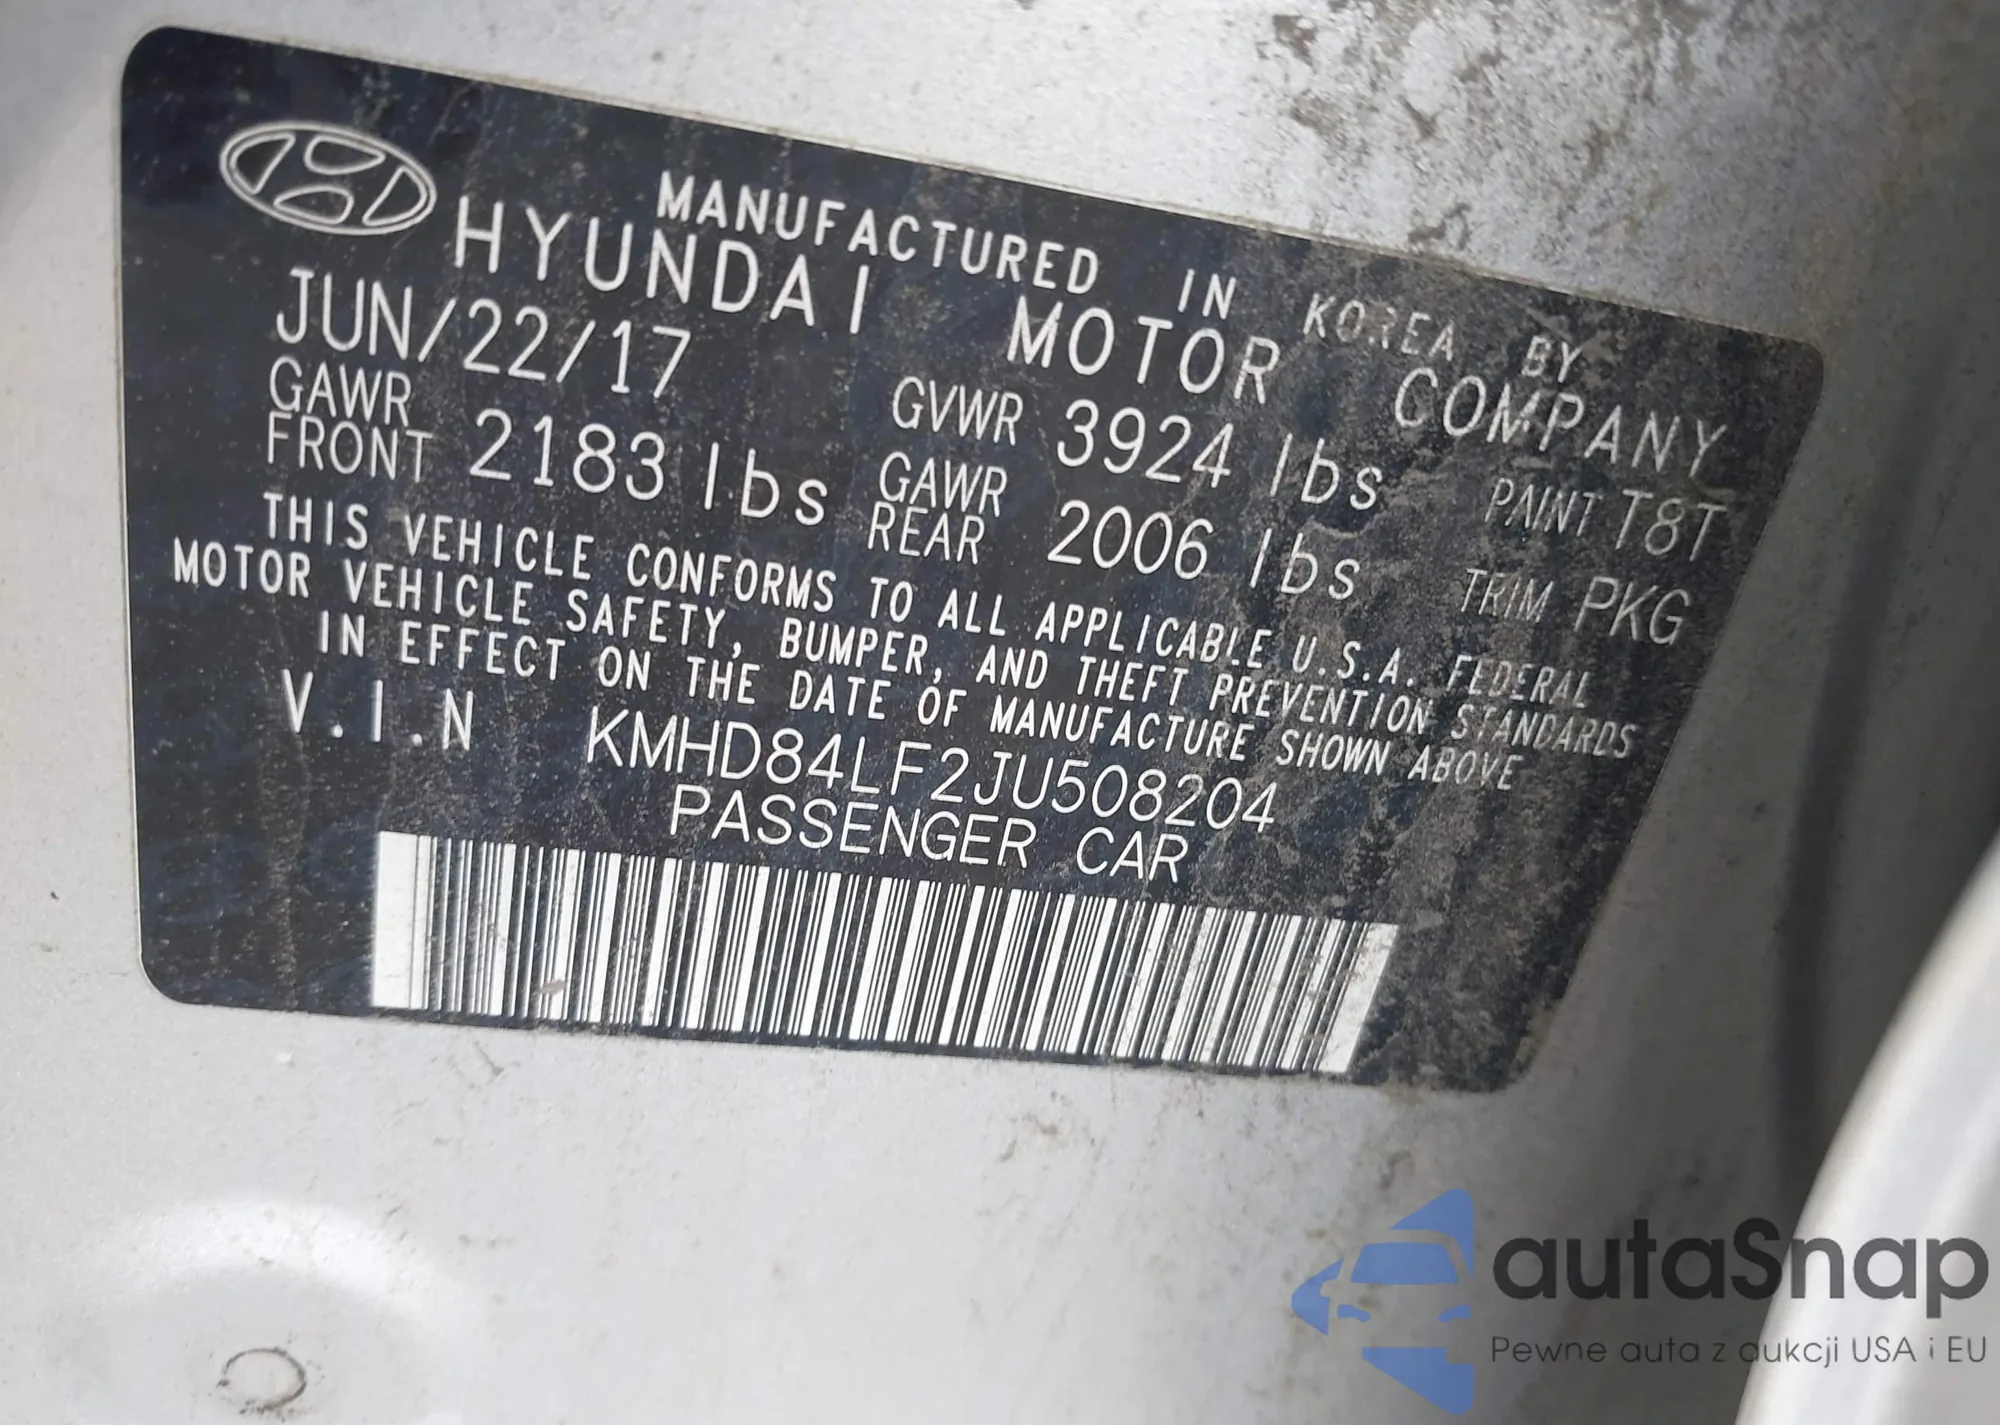 MANUFACTURED IN KOREA BY
HYUNDAI MOTOR COMPANY
JUN/22/17 GVWR 3924 lbs PAINT T8T
GAWR FRONT 2183 lbs GAWR REAR 2006 lbs TRIM PKG
THIS VEHICLE CONFORMS TO ALL APPLICABLE U.S.A. FEDERAL
MOTOR VEHICLE SAFETY, BUMPER, AND THEFT PREVENTION STANDARDS
IN EFFECT ON THE DATE OF MANUFACTURE SHOWN ABOVE
V.I.N KMHD84LF2JU508204
PASSENGER CAR
autaSnap
Pewne auta z aukcji USA i EU